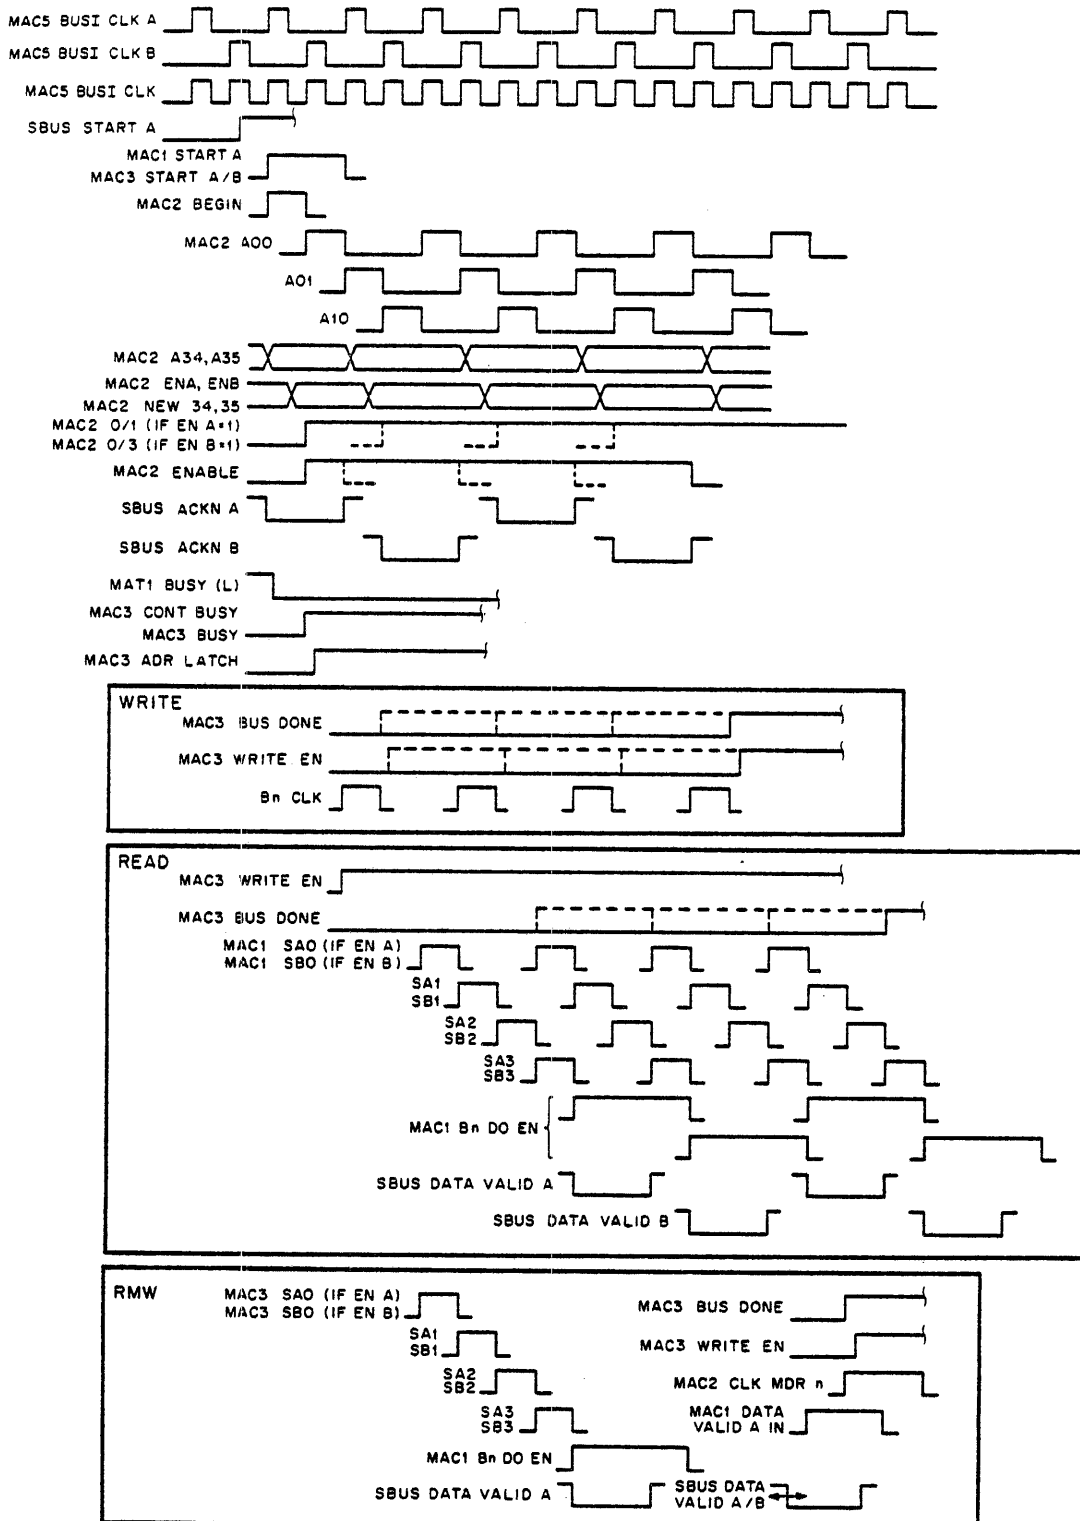 MAC5 BUSI CLK A
MAC5 BUSI CLK B
MAC5 BUSI CLK
SBUS START A
MAC1 START A
MAC3 START A/B
MAC2 BEGIN
MAC2 A00
A01
A10
MAC2 A34,A35
MAC2 ENA, ENB
MAC2 NEW 34,35
MAC2 0/1 (IF EN A=1)
MAC2 0/3 (IF EN B=1)
MAC2 ENABLE
SBUS ACKN A
SBUS ACKN B
MAT1 BUSY (L)
MAC3 CONT BUSY
MAC3 BUSY
MAC3 ADR LATCH
WRITE
MAC3 BUS DONE
MAC3 WRITE EN
Bn CLK
READ
MAC3 WRITE EN
MAC3 BUS DONE
MAC1 SA0 (IF EN A)
MAC1 SB0 (IF EN B)
SA1
SB1
SA2
SB2
SA3
SB3
MAC1 Bn DO EN
SBUS DATA VALID A
SBUS DATA VALID B
RMW
MAC3 SA0 (IF EN A)
MAC3 SB0 (IF EN B)
MAC3 BUS DONE
SA1
SB1
MAC3 WRITE EN
SA2
SB2
MAC2 CLK MDR n
SA3
SB3
MAC1 DATA
VALID A IN
MAC1 Bn DO EN
SBUS DATA VALID A
SBUS DATA
VALID A/B